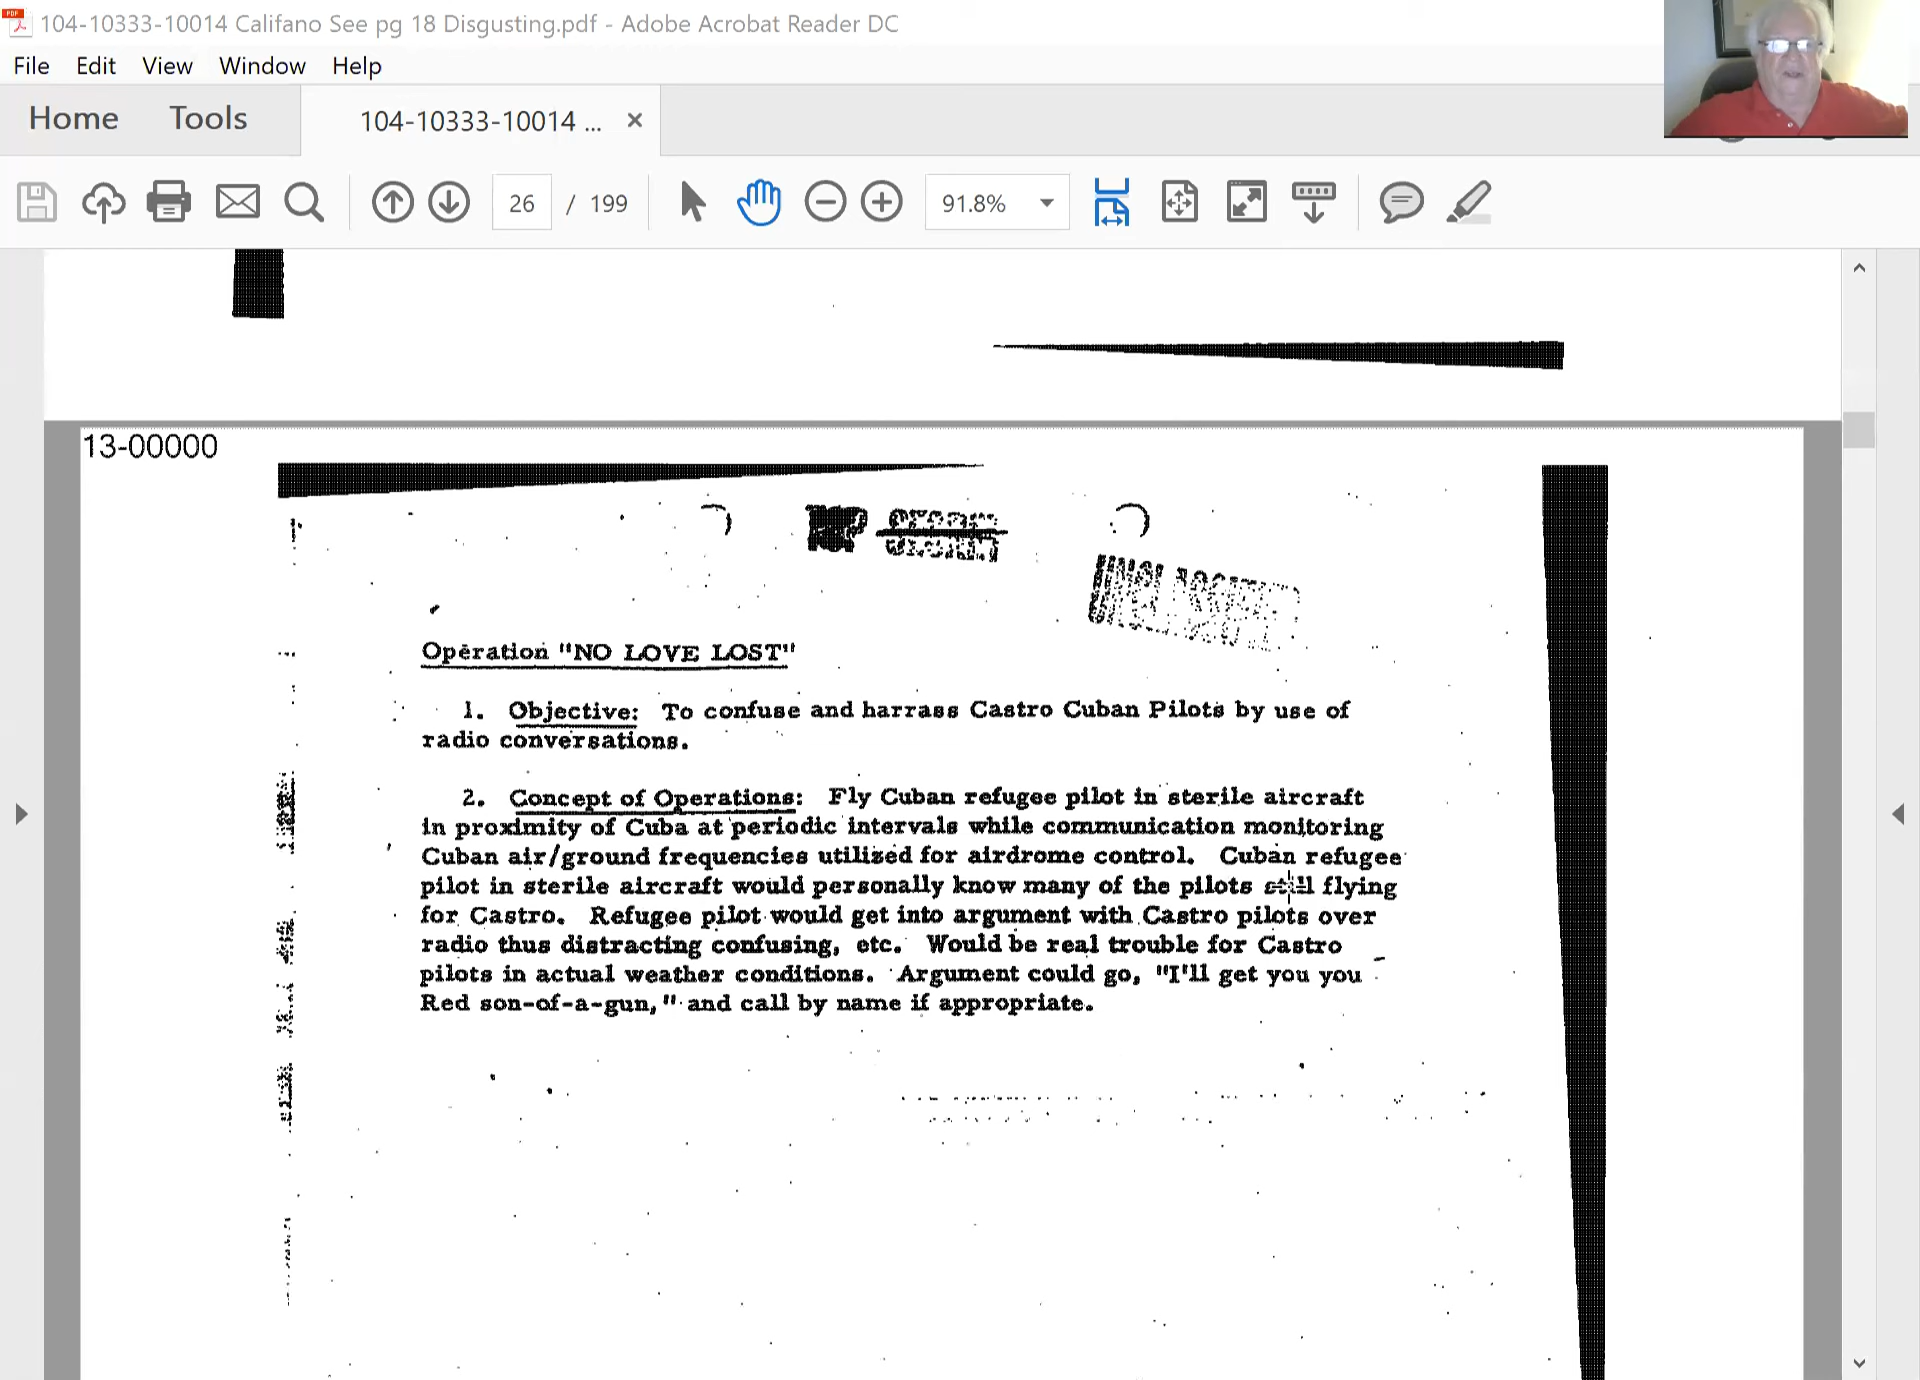 104-10333-10014 Califano See pg 18 Disgusting.pdf - Adobe Acrobat Reader DC
File Edit View Window Help
Home Tools 104-10333-10014 ...
26 / 199 91.8%
13-00000
Operation "NO LOVE LOST"
1. Objective: To confuse and harrass Castro Cuban Pilots by use of
radio conversations.
2. Concept of Operations: Fly Cuban refugee pilot in sterile aircraft
in proximity of Cuba at periodic intervals while communication monitoring
Cuban air/ground frequencies utilized for airdrome control. Cuban refugee
pilot in sterile aircraft would personally know many of the pilots still flying
for Castro. Refugee pilot would get into argument with Castro pilots over
radio thus distracting confusing, etc. Would be real trouble for Castro
pilots in actual weather conditions. Argument could go, "I'll get you you
Red son-of-a-gun," and call by name if appropriate.